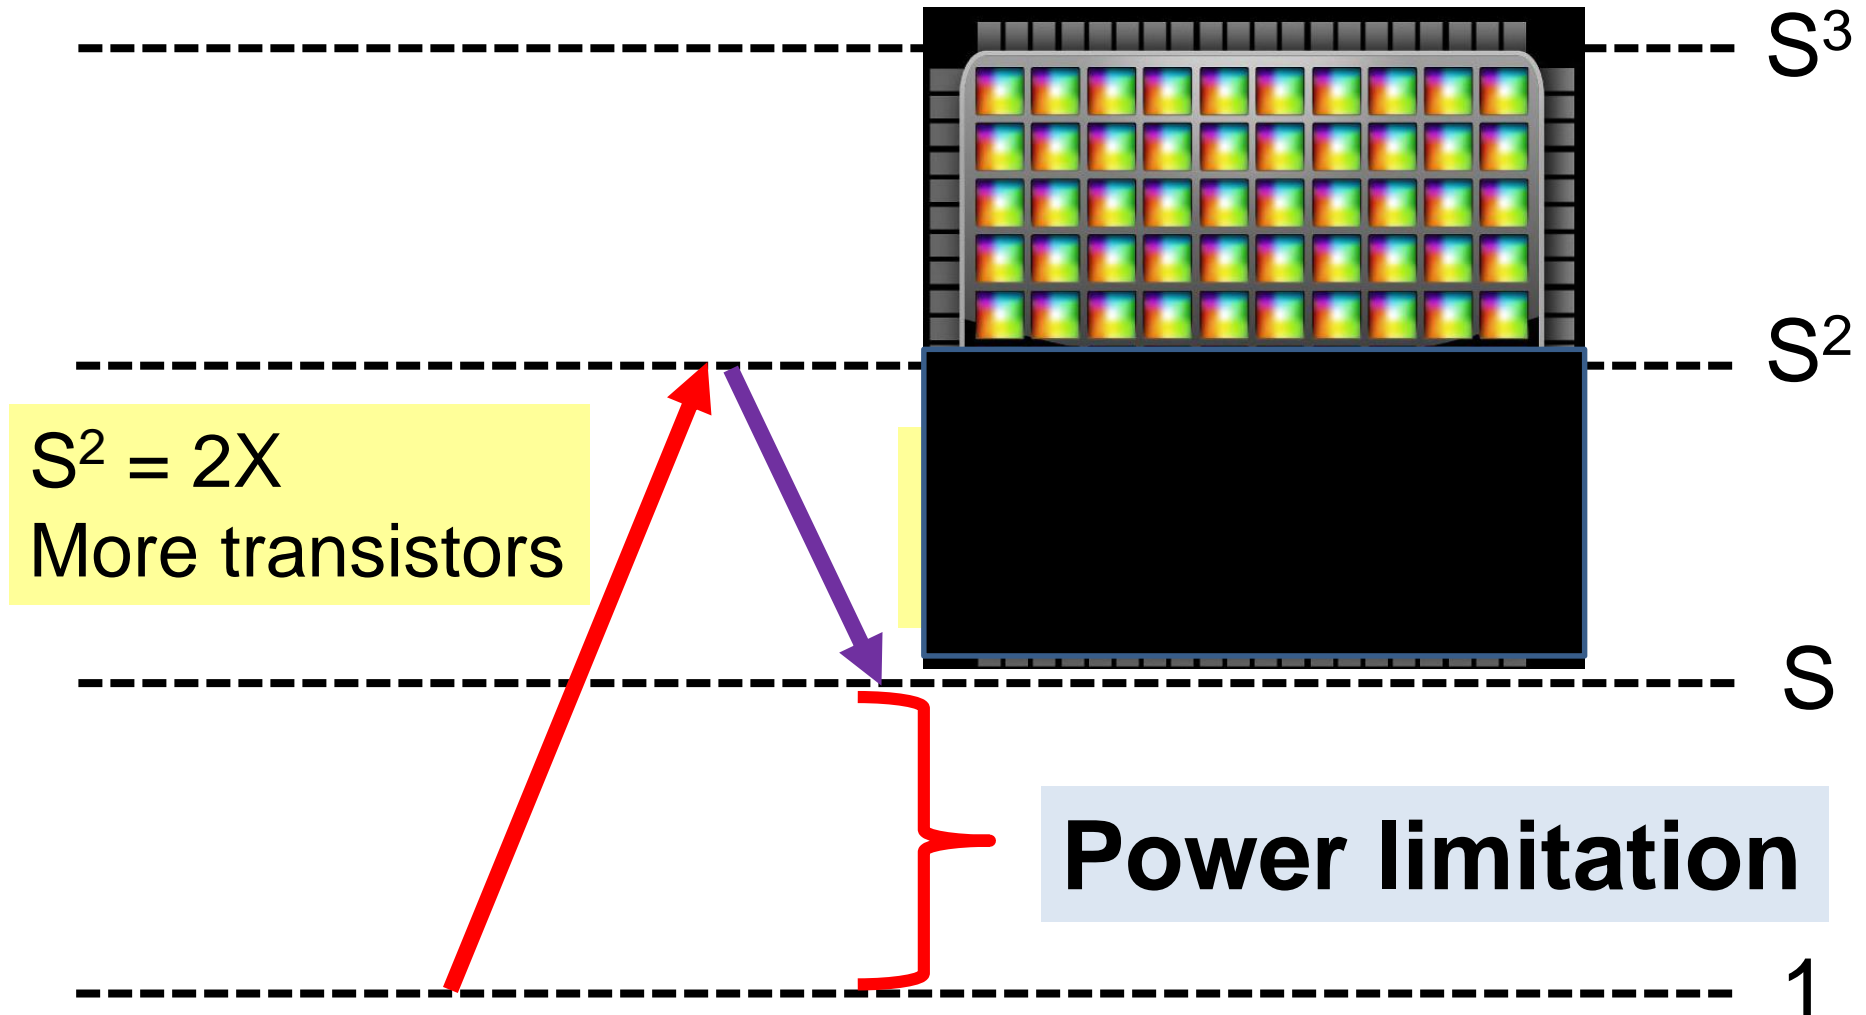 S³
S²
S² = 2X
More transistors
S
Power limitation
1